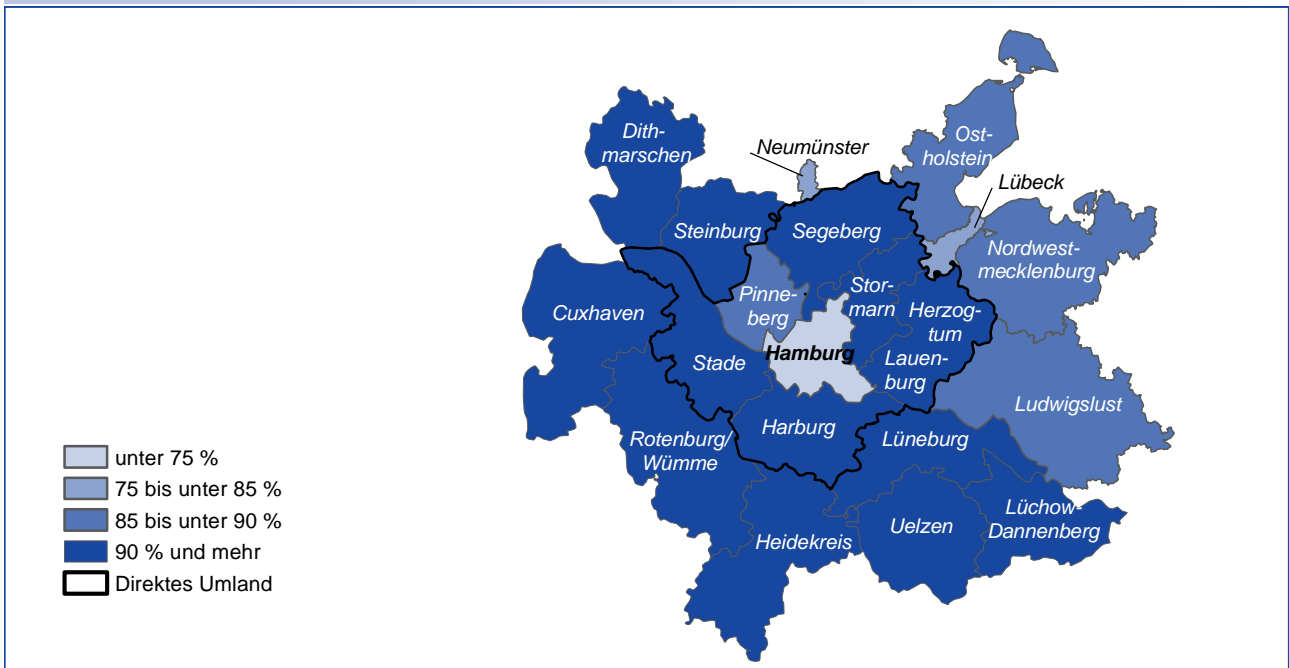 Dith-
marschen
Neumünster
Ost-
holstein
Lübeck
Steinburg
Segeberg
Nordwest-
mecklenburg
Cuxhaven
Pinne-
berg
Stor-
marn
Herzog-
tum
Lauen-
burg
Hamburg
Stade
Ludwigslust
Harburg
Lüneburg
Rotenburg/
Wümme
Lüchow-
Dannenberg
Uelzen
Heidekreis
unter 75 %
75 bis unter 85 %
85 bis unter 90 %
90 % und mehr
Direktes Umland